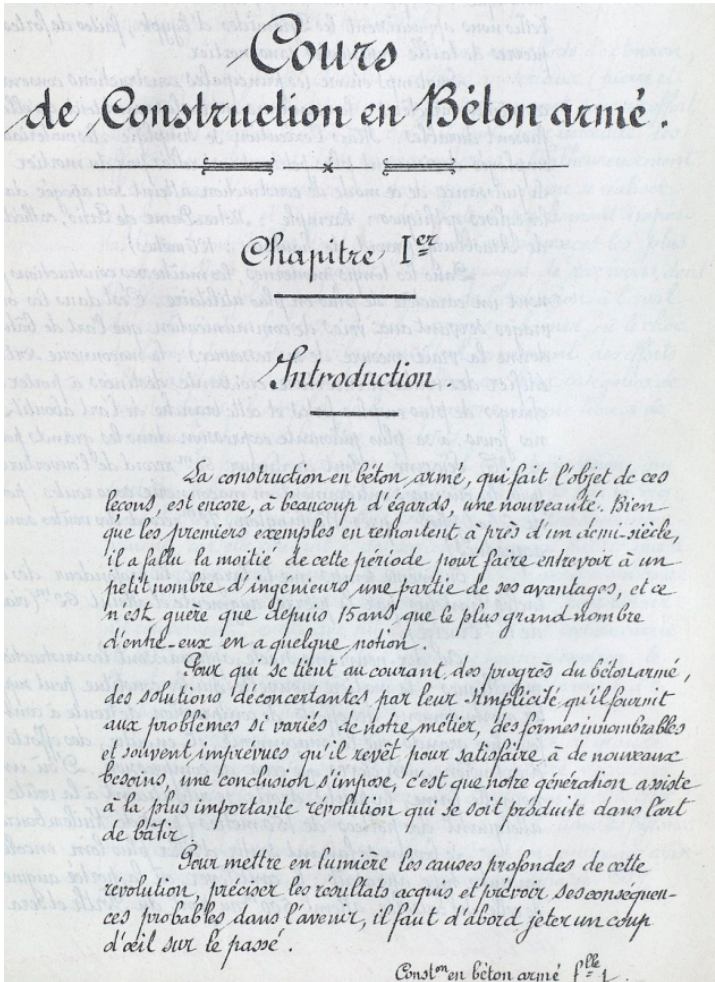 Cours
de Construction en Béton armé.
Chapitre Ier
Introduction.
La construction en béton armé, qui fait l'objet de ces
leçons, est encore, à beaucoup d'égards, une nouveauté. Bien
que les premiers exemples en remontent à près d'un demi-siècle,
il a fallu la moitié de cette période pour faire entrevoir à un
petit nombre d'ingénieurs une partie de ses avantages, et ce
n'est guère que depuis 15 ans que le plus grand nombre
d'entre-eux en a quelque notion.
Pour qui se tient au courant des progrès du béton armé,
des solutions déconcertantes par leur simplicité qu'il fournit
aux problèmes si variés de notre métier, des formes innombrables
et souvent imprévues qu'il revêt pour satisfaire à de nouveaux
besoins, une conclusion s'impose, c'est que notre génération assiste
à la plus importante révolution qui se soit produite dans l'art
de bâtir.
Pour mettre en lumière les causes profondes de cette
révolution, préciser les résultats acquis et prévoir ses conséquen-
ces probables dans l'avenir, il faut d'abord jeter un coup
d'œil sur le passé.
Conston en béton armé flle 1.